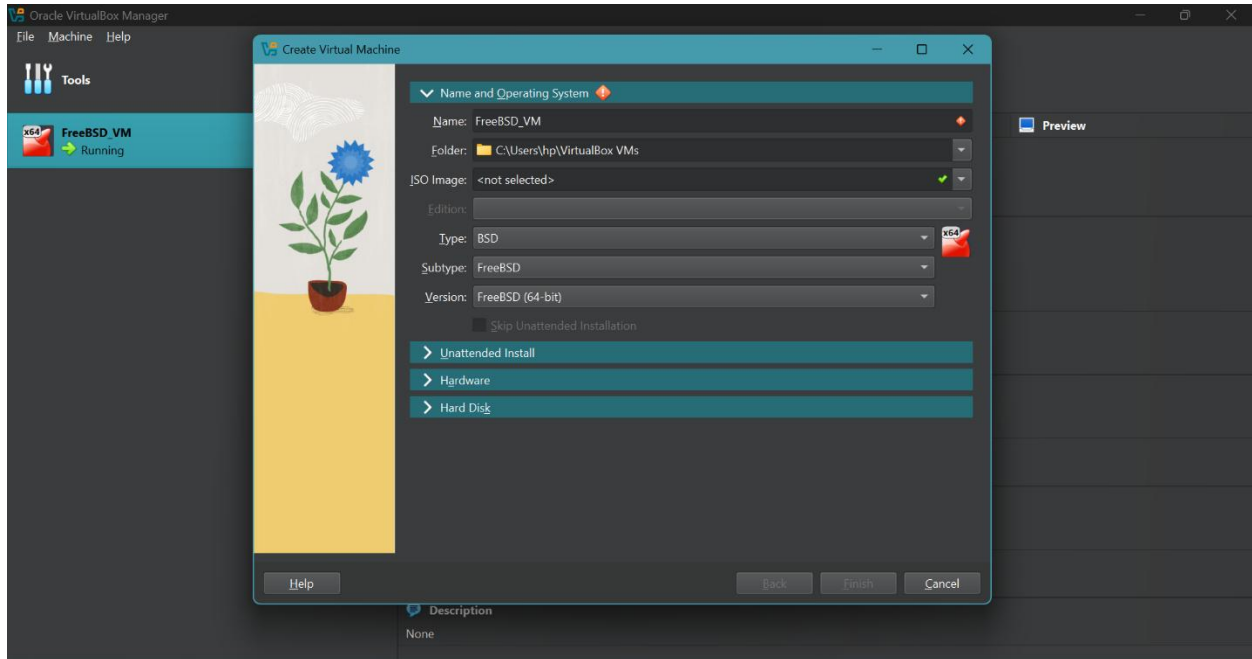 Oracle VirtualBox Manager
File Machine Help
Tools
x64
FreeBSD_VM
Running
Create Virtual Machine
Name and Operating System
Name: FreeBSD_VM
Folder: C:\Users\hp\VirtualBox VMs
ISO Image: <not selected>
Edition:
Type: BSD
x64
Subtype: FreeBSD
Version: FreeBSD (64-bit)
Skip Unattended Installation
Unattended Install
Hardware
Hard Disk
Help Back Finish Cancel
Preview
Description
None